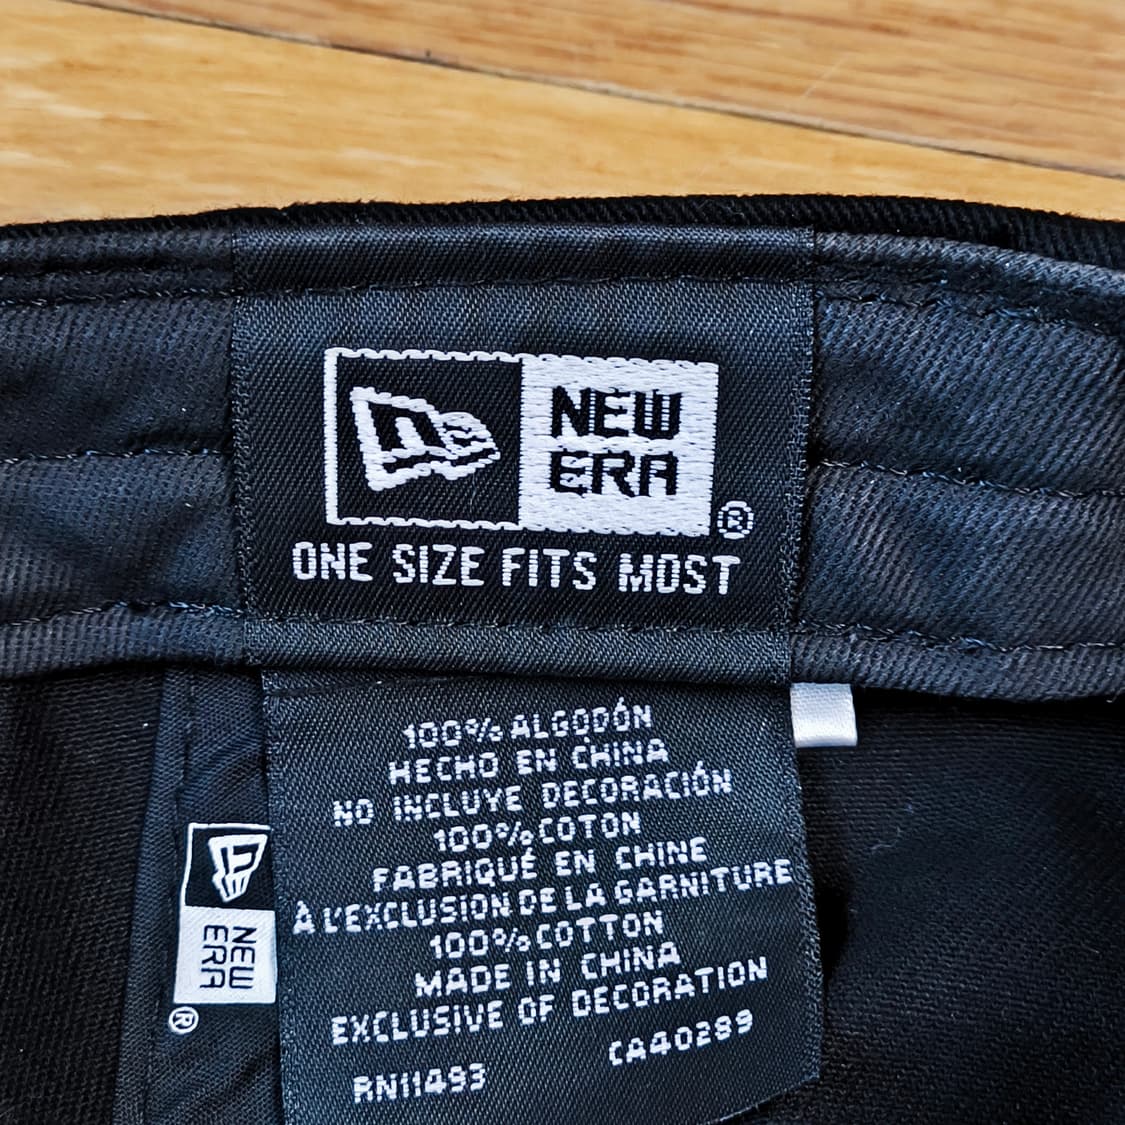 NEW
ERA
®
ONE SIZE FITS MOST
100% ALGODÓN
HECHO EN CHINA
NO INCLUYE DECORACIÓN
100% COTON
FABRIQUÉ EN CHINE
À L'EXCLUSION DE LA GARNITURE
100% COTTON
MADE IN CHINA
EXCLUSIVE OF DECORATION
RN11493 CA40289
NEW
ERA
®